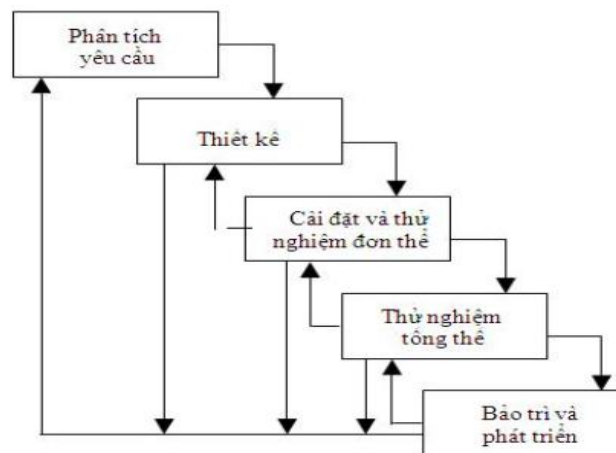 Phân tích
yêu cầu
Thiết kế
Cài đặt và thử
nghiệm đơn thể
Thử nghiệm
tổng thể
Bảo trì và
phát triển